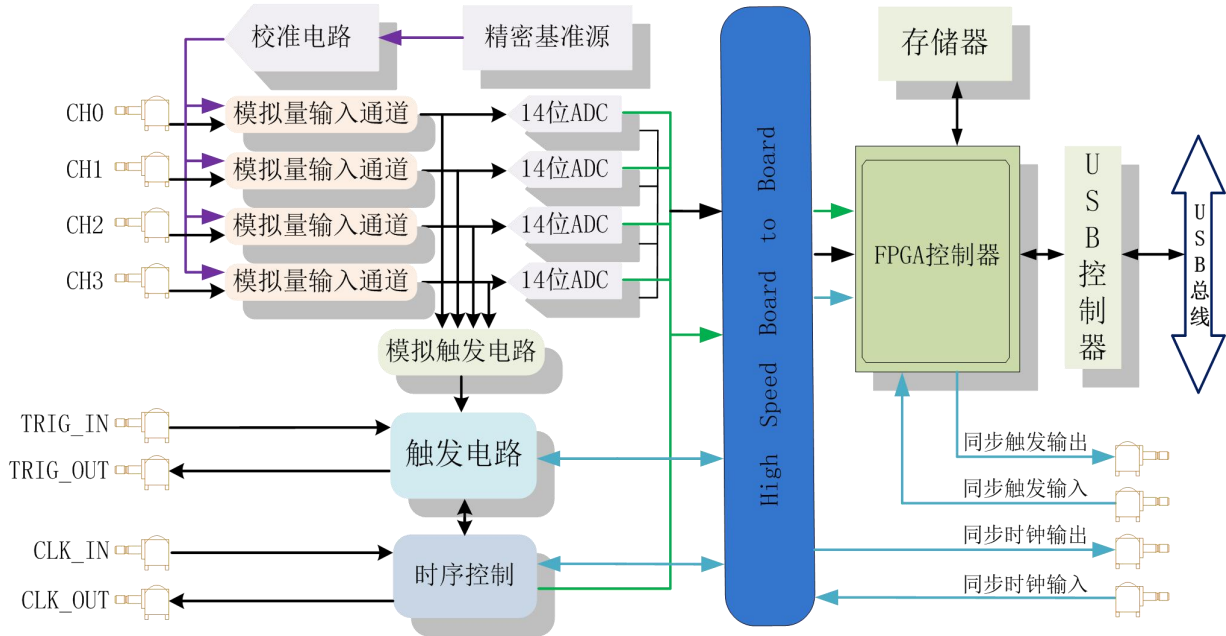 校准电路
精密基准源
存储器
CH0
模拟量输入通道
14位ADC
CH1
模拟量输入通道
14位ADC
CH2
模拟量输入通道
14位ADC
CH3
模拟量输入通道
14位ADC
High Speed Board to Board
FPGA控制器
USB控制器
USB总线
模拟触发电路
TRIG_IN
触发电路
TRIG_OUT
同步触发输出
同步触发输入
CLK_IN
时序控制
CLK_OUT
同步时钟输出
同步时钟输入